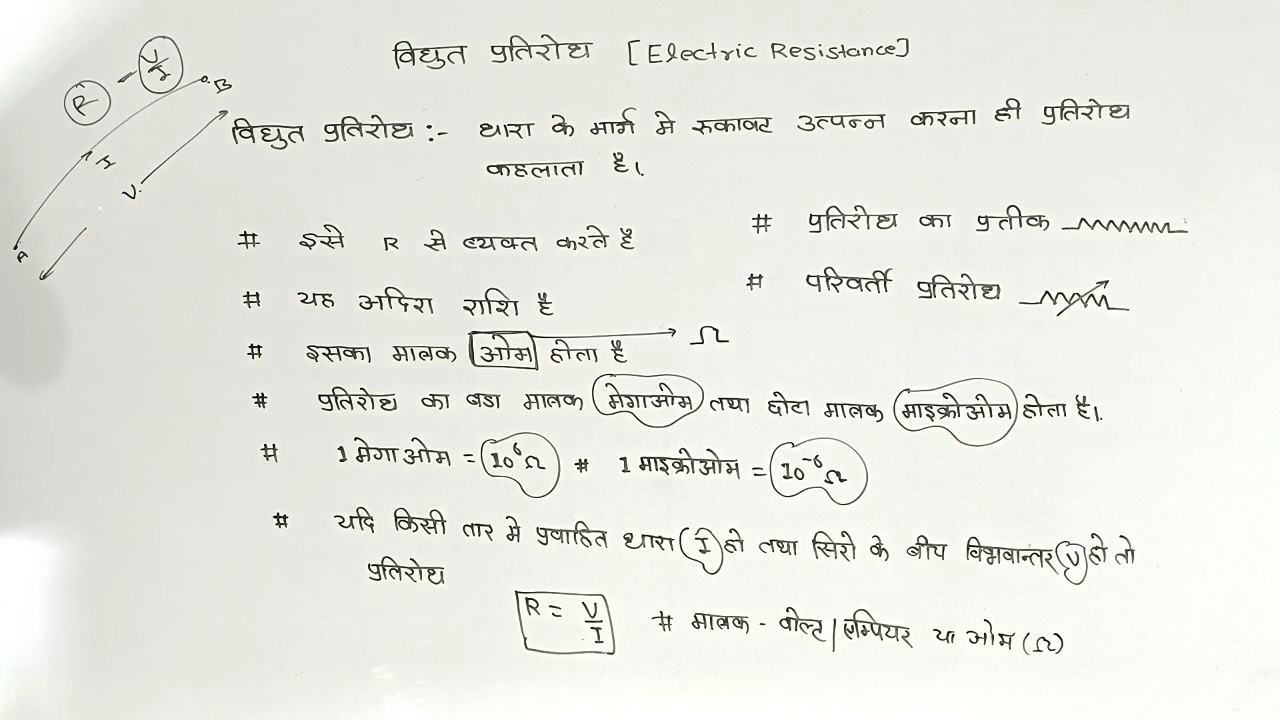 विद्युत प्रतिरोध [Electric Resistance]
R = V/I
B
I
V
A
विद्युत प्रतिरोध :- धारा के मार्ग मे रुकावट उत्पन्न करना ही प्रतिरोध
कहलाता है।
# इसे R से व्यक्त करते है
# प्रतिरोध का प्रतीक
# यह अदिश राशि है
# परिवर्ती प्रतिरोध
# इसका मात्रक ओम होता है → Ω
# प्रतिरोध का बडा मात्रक मेगाओम तथा छोटा मात्रक माइक्रोओम होता है।
# 1 मेगा ओम = 10⁶Ω # 1 माइक्रोओम = 10⁻⁶Ω
# यदि किसी तार मे प्रवाहित धारा (I) हो तथा सिरो के बीच विभवान्तर (V) हो तो
प्रतिरोध
R = V/I # मात्रक - वोल्ट/एम्पियर या ओम (Ω)